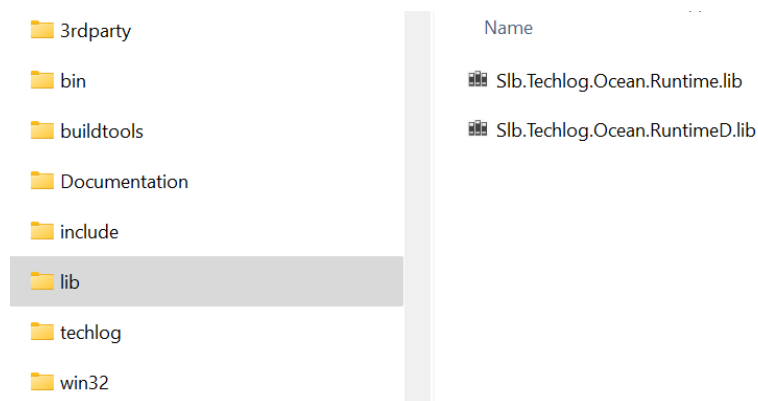 3rdparty
bin
buildtools
Documentation
include
lib
techlog
win32
Name
Slb.Techlog.Ocean.Runtime.lib
Slb.Techlog.Ocean.RuntimeD.lib